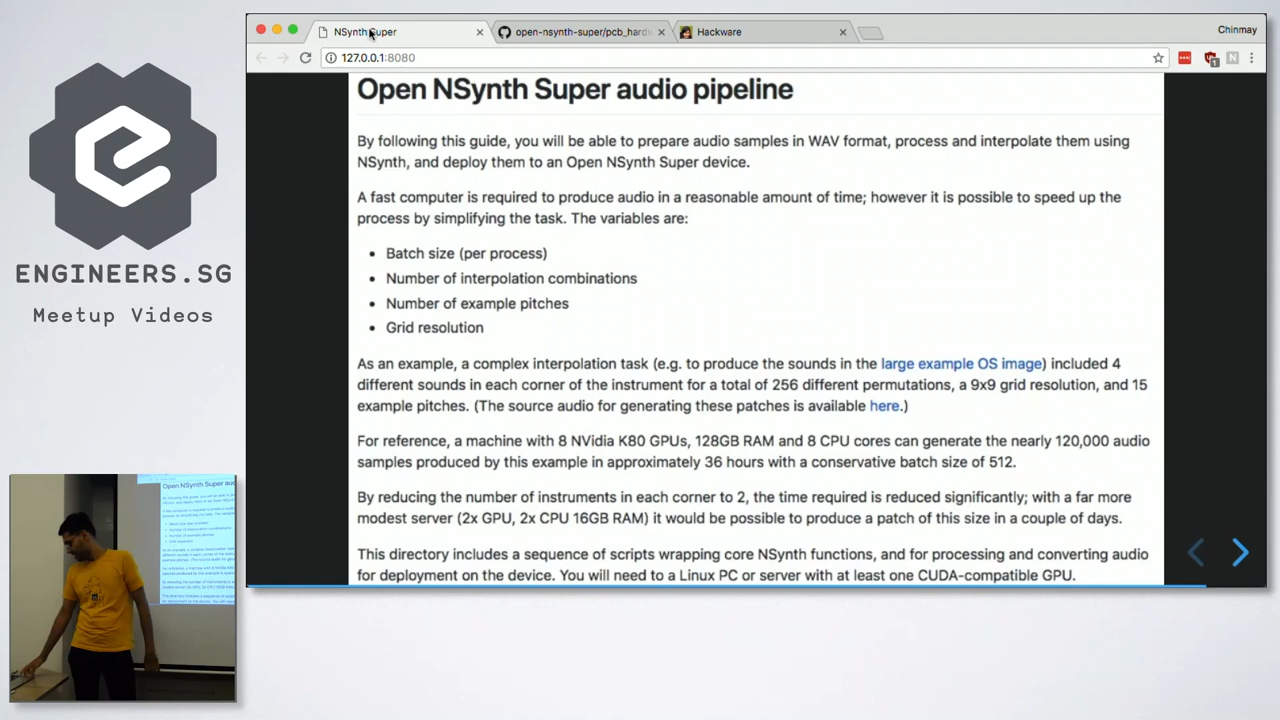 NSynth Super
open-nsynth-super/pcb_hardw
Hackware
Chinmay
127.0.0.1:8080
Open NSynth Super audio pipeline
By following this guide, you will be able to prepare audio samples in WAV format, process and interpolate them using
NSynth, and deploy them to an Open NSynth Super device.
A fast computer is required to produce audio in a reasonable amount of time; however it is possible to speed up the
process by simplifying the task. The variables are:
• Batch size (per process)
• Number of interpolation combinations
• Number of example pitches
• Grid resolution
As an example, a complex interpolation task (e.g. to produce the sounds in the large example OS image) included 4
different sounds in each corner of the instrument for a total of 256 different permutations, a 9x9 grid resolution, and 15
example pitches. (The source audio for generating these patches is available here.)
For reference, a machine with 8 NVidia K80 GPUs, 128GB RAM and 8 CPU cores can generate the nearly 120,000 audio
samples produced by this example in approximately 36 hours with a conservative batch size of 512.
By reducing the number of instruments in each corner to 2, the time required is reduced significantly; with a far more
modest server (2x GPU, 2x CPU 16GB RAM) it would be possible to produce a patch of this size in a couple of days.
This directory includes a sequence of scripts wrapping core NSynth functionality for processing and rendering audio
for deployment on the device. You will need to a Linux PC or server with at least one CUDA-compatible GPU.
ENGINEERS.SG
Meetup Videos